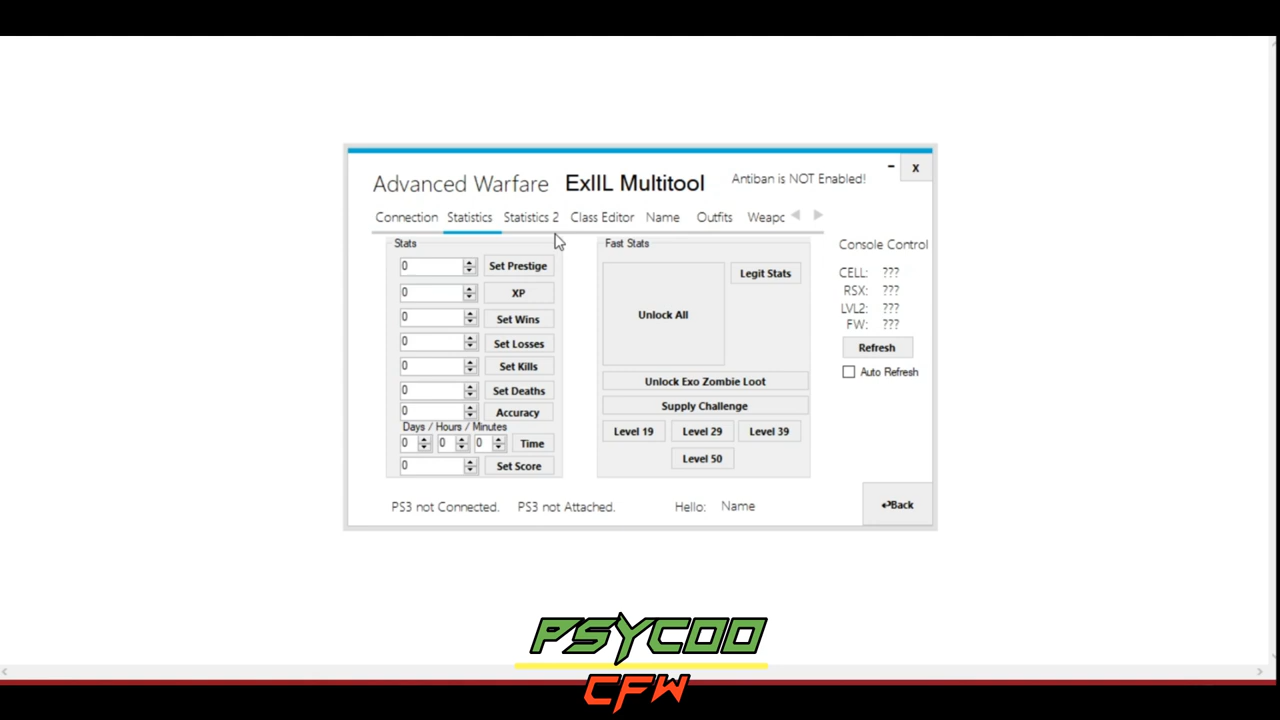 Advanced Warfare ExIIL Multitool
Antiban is NOT Enabled!
- x
Connection Statistics Statistics 2 Class Editor Name Outfits Weapc
Stats
0 Set Prestige
0 XP
0 Set Wins
0 Set Losses
0 Set Kills
0 Set Deaths
0 Accuracy
Days / Hours / Minutes
0 0 0 Time
0 Set Score
Fast Stats
Unlock All
Legit Stats
Unlock Exo Zombie Loot
Supply Challenge
Level 19 Level 29 Level 39
Level 50
Console Control
CELL: ???
RSX: ???
LVL2: ???
FW: ???
Refresh
Auto Refresh
PS3 not Connected. PS3 not Attached. Hello: Name
↵Back
PSYCOO
CFW